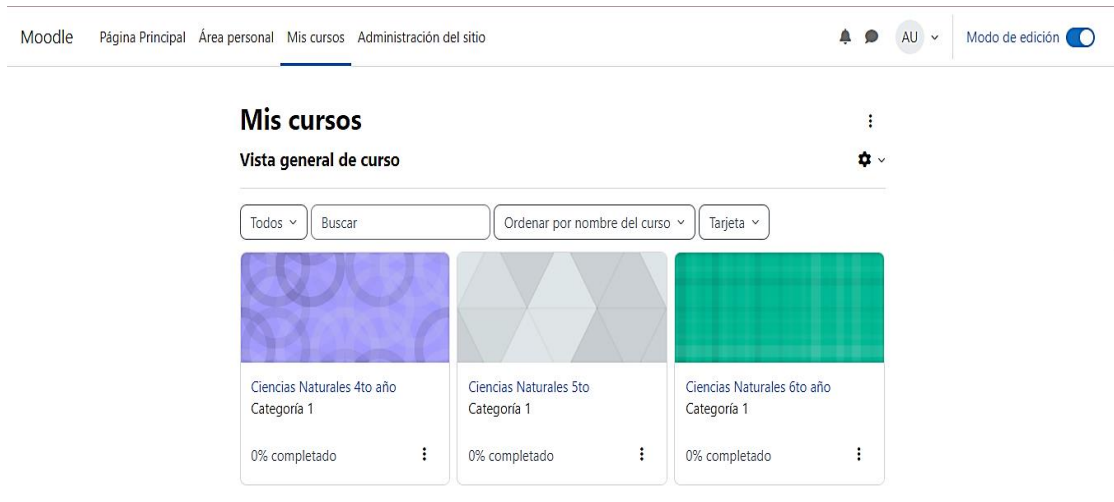 Moodle Página Principal Área personal Mis cursos Administración del sitio AU Modo de edición
Mis cursos
Vista general de curso
Todos Buscar Ordenar por nombre del curso Tarjeta
Ciencias Naturales 4to año
Categoría 1
0% completado
Ciencias Naturales 5to
Categoría 1
0% completado
Ciencias Naturales 6to año
Categoría 1
0% completado